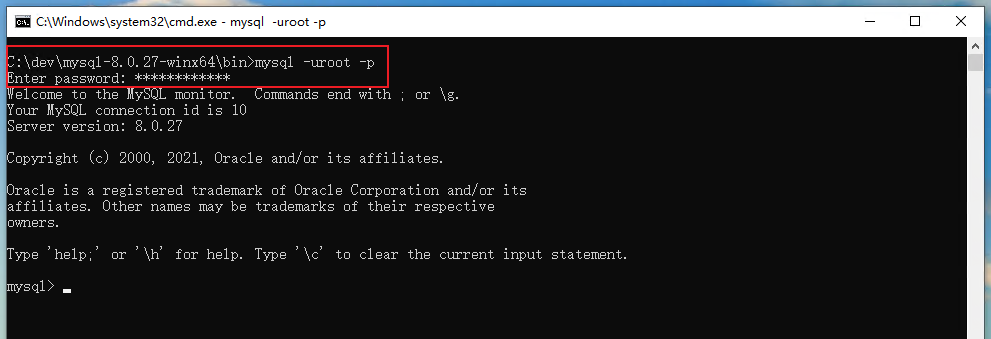 C:\Windows\system32\cmd.exe - mysql  -uroot -p
C:\dev\mysql-8.0.27-winx64\bin>mysql -uroot -p
Enter password: ************
Welcome to the MySQL monitor.  Commands end with ; or \g.
Your MySQL connection id is 10
Server version: 8.0.27
Copyright (c) 2000, 2021, Oracle and/or its affiliates.
Oracle is a registered trademark of Oracle Corporation and/or its
affiliates. Other names may be trademarks of their respective
owners.
Type 'help;' or '\h' for help. Type '\c' to clear the current input statement.
mysql>